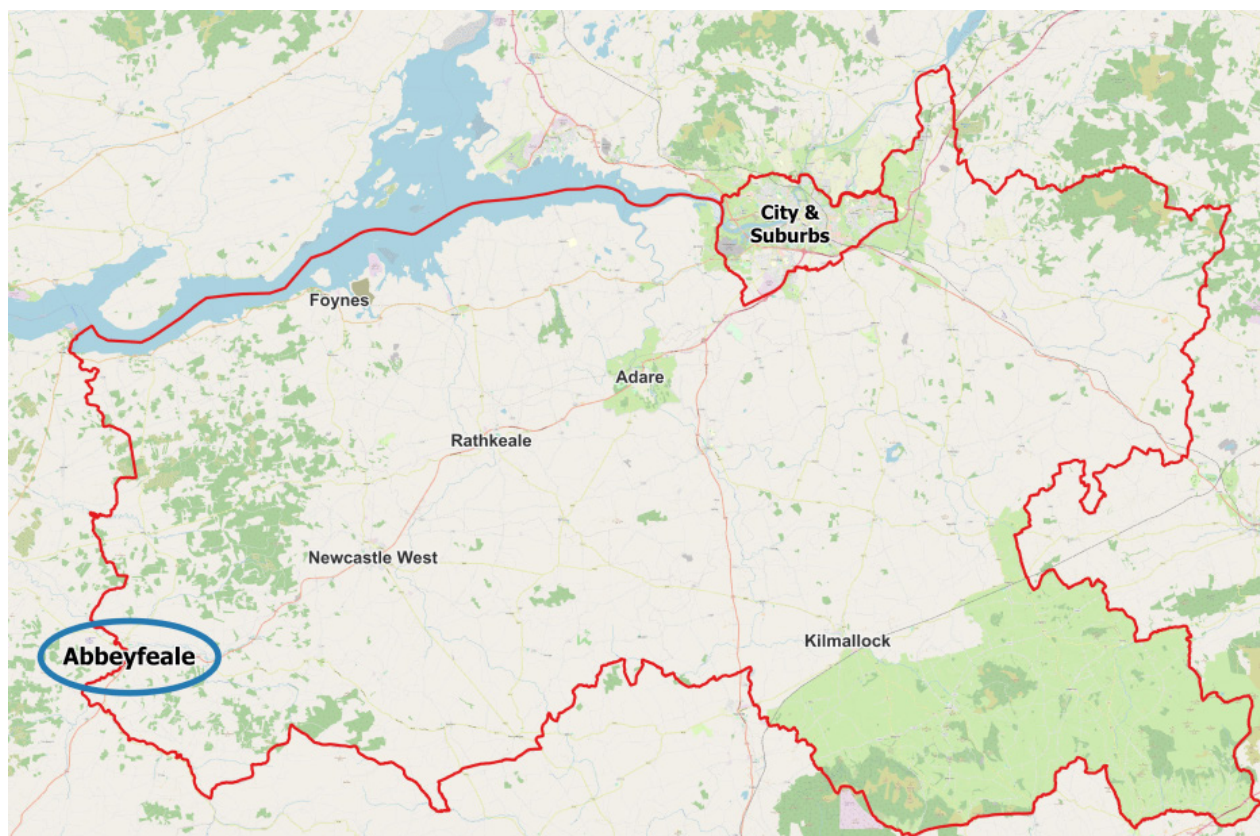 City &
Suburbs
Foynes
Adare
Rathkeale
Newcastle West
Kilmallock
Abbeyfeale